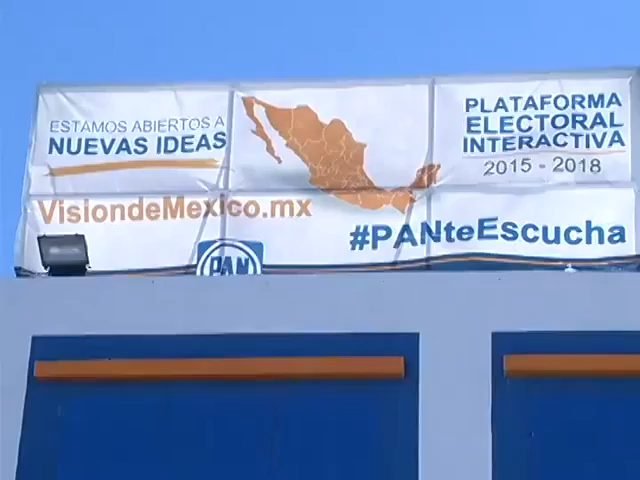 ESTAMOS ABIERTOS A
NUEVAS IDEAS
PLATAFORMA
ELECTORAL
INTERACTIVA
2015 - 2018
VisiondeMexico.mx
#PANteEscucha
PAN